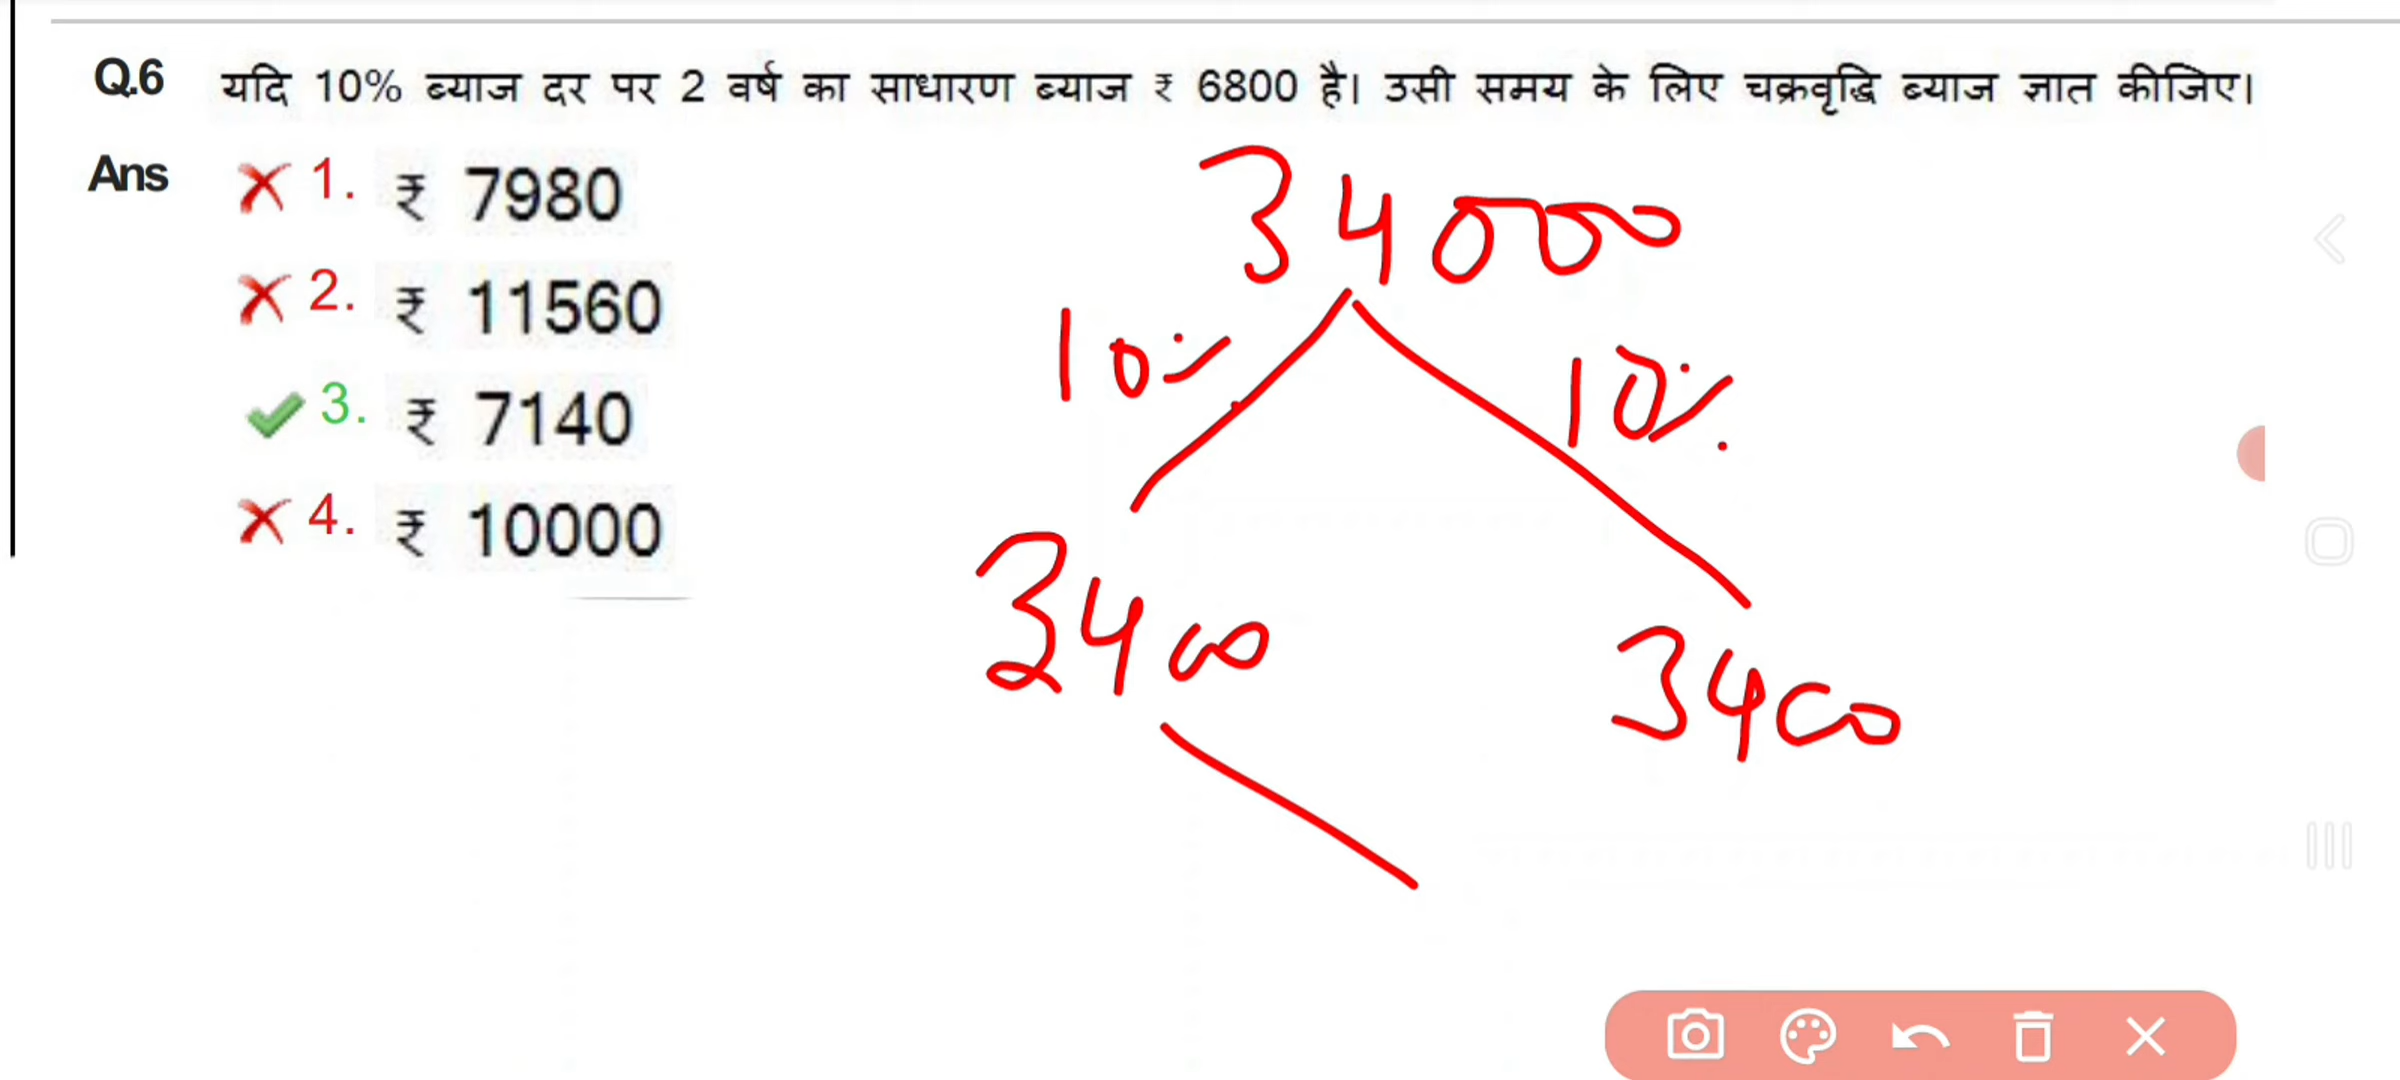 Q.6 यदि 10% ब्याज दर पर 2 वर्ष का साधारण ब्याज ₹ 6800 है। उसी समय के लिए चक्रवृद्धि ब्याज ज्ञात कीजिए।
Ans 1. ₹ 7980
2. ₹ 11560
3. ₹ 7140
4. ₹ 10000
34000
10% 10%
3400 3400